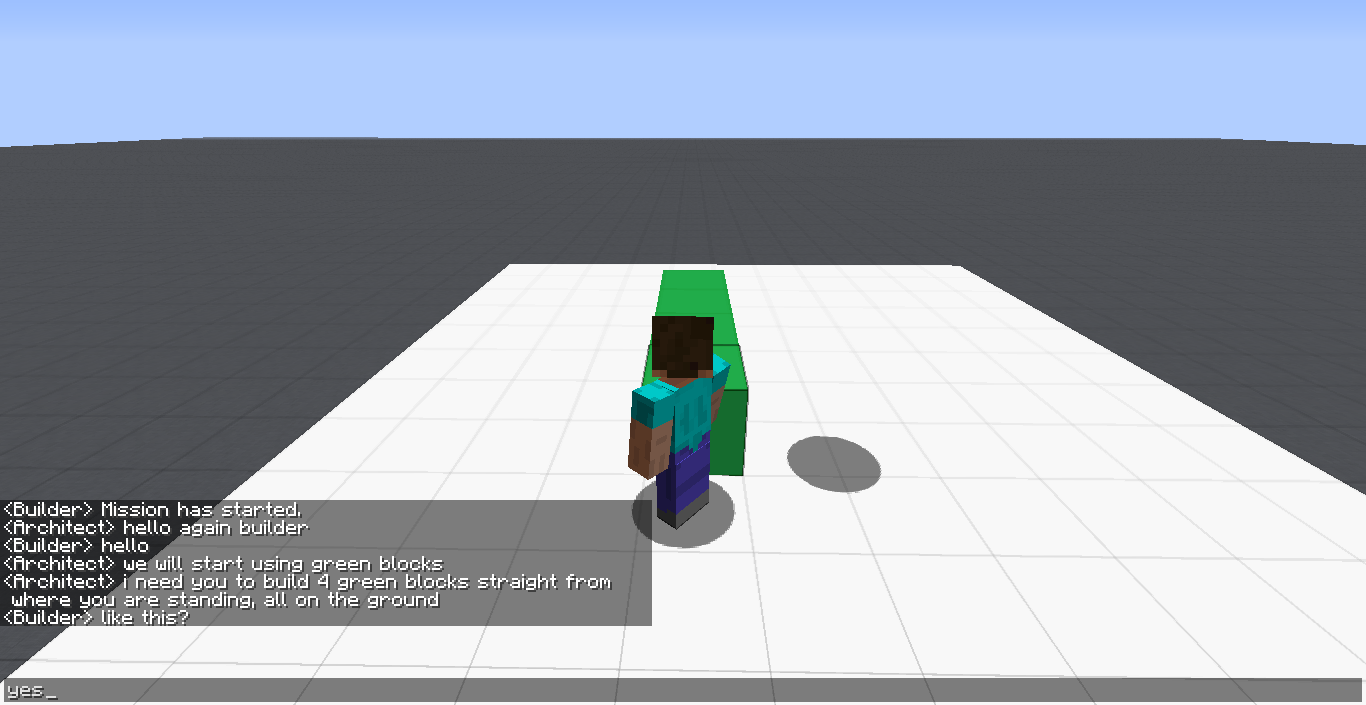 <Builder> Mission has started.
<Architect> hello again builder
<Builder> hello
<Architect> we will start using green blocks
<Architect> i need you to build 4 green blocks straight from
where you are standing, all on the ground
<Builder> like this?
yes_